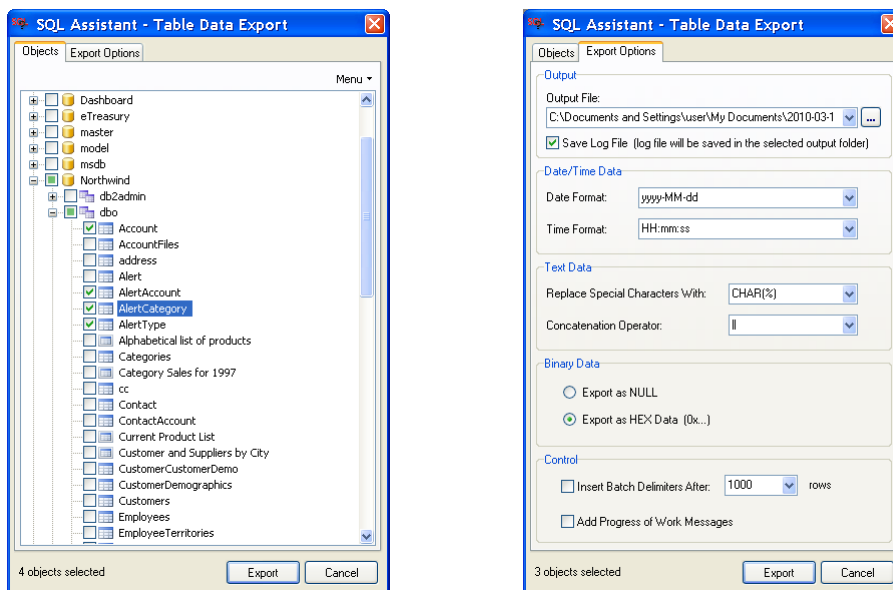 SQL Assistant - Table Data Export
Objects
Export Options
Menu
Dashboard
eTreasury
master
model
msdb
Northwind
db2admin
dbo
Account
AccountFiles
address
Alert
AlertAccount
AlertCategory
AlertType
Alphabetical list of products
Categories
Category Sales for 1997
cc
Contact
ContactAccount
Current Product List
Customer and Suppliers by City
CustomerCustomerDemo
CustomerDemographics
Customers
Employees
EmployeeTerritories
4 objects selected
Export
Cancel
SQL Assistant - Table Data Export
Objects
Export Options
Output
Output File:
C:\Documents and Settings\user\My Documents\2010-03-1
...
Save Log File (log file will be saved in the selected output folder)
Date/Time Data
Date Format:
yyyy-MM-dd
Time Format:
HH:mm:ss
Text Data
Replace Special Characters With:
CHAR(%)
Concatenation Operator:
||
Binary Data
Export as NULL
Export as HEX Data (0x...)
Control
Insert Batch Delimiters After:
1000
rows
Add Progress of Work Messages
3 objects selected
Export
Cancel